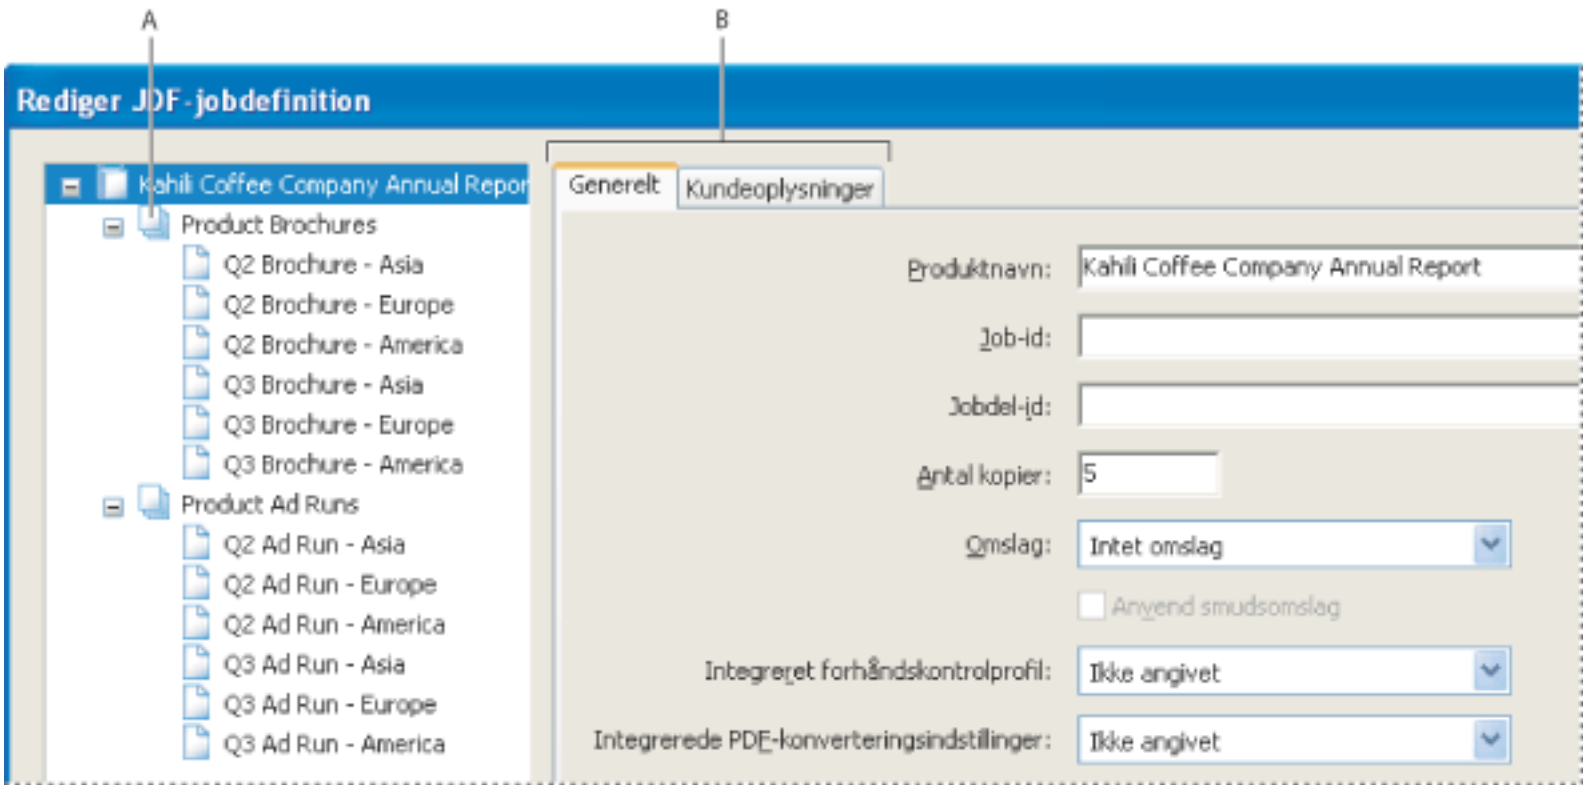 A
B
Rediger JDF-jobdefinition
Kahili Coffee Company Annual Repor
Product Brochures
Q2 Brochure - Asia
Q2 Brochure - Europe
Q2 Brochure - America
Q3 Brochure - Asia
Q3 Brochure - Europe
Q3 Brochure - America
Product Ad Runs
Q2 Ad Run - Asia
Q2 Ad Run - Europe
Q2 Ad Run - America
Q3 Ad Run - Asia
Q3 Ad Run - Europe
Q3 Ad Run - America
Generelt
Kundeoplysninger
Produktnavn: Kahili Coffee Company Annual Report
Job-id:
Jobdel-id:
Antal kopier: 5
Omslag: Intet omslag
Anvend smudsomslag
Integreret forhåndskontrolprofil: Ikke angivet
Integrerede PDF-konverteringsindstillinger: Ikke angivet